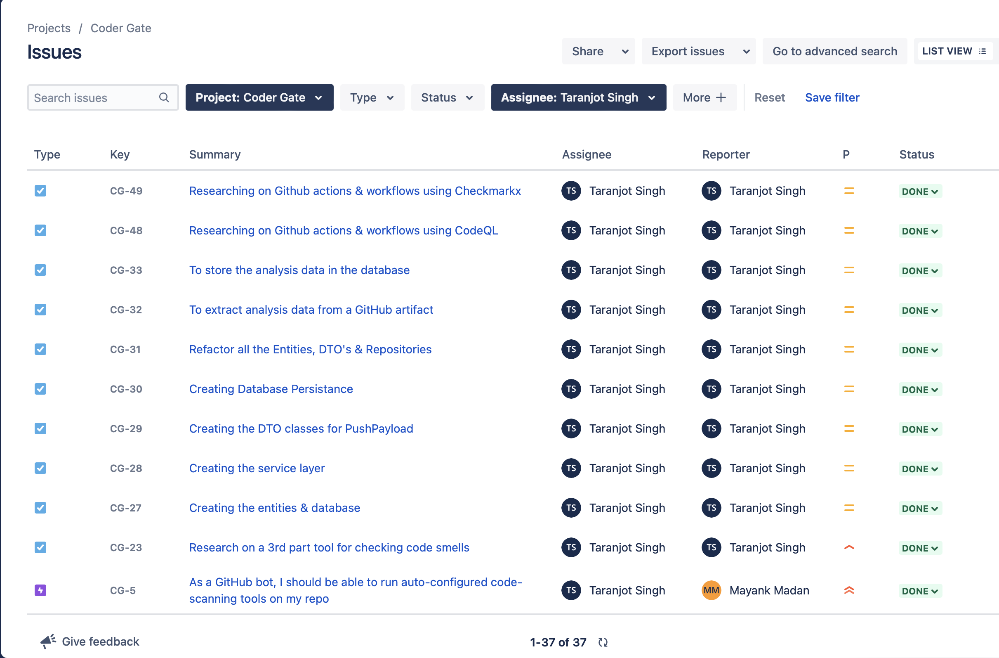 Projects / Coder Gate
Issues
Share Export issues Go to advanced search LIST VIEW
Search issues Project: Coder Gate Type Status Assignee: Taranjot Singh More + Reset Save filter
Type Key Summary Assignee Reporter P Status
CG-49 Researching on Github actions & workflows using Checkmarkx TS Taranjot Singh TS Taranjot Singh DONE
CG-48 Researching on Github actions & workflows using CodeQL TS Taranjot Singh TS Taranjot Singh DONE
CG-33 To store the analysis data in the database TS Taranjot Singh TS Taranjot Singh DONE
CG-32 To extract analysis data from a GitHub artifact TS Taranjot Singh TS Taranjot Singh DONE
CG-31 Refactor all the Entities, DTO's & Repositories TS Taranjot Singh TS Taranjot Singh DONE
CG-30 Creating Database Persistance TS Taranjot Singh TS Taranjot Singh DONE
CG-29 Creating the DTO classes for PushPayload TS Taranjot Singh TS Taranjot Singh DONE
CG-28 Creating the service layer TS Taranjot Singh TS Taranjot Singh DONE
CG-27 Creating the entities & database TS Taranjot Singh TS Taranjot Singh DONE
CG-23 Research on a 3rd part tool for checking code smells TS Taranjot Singh TS Taranjot Singh DONE
CG-5 As a GitHub bot, I should be able to run auto-configured code-
scanning tools on my repo TS Taranjot Singh MM Mayank Madan DONE
Give feedback 1-37 of 37